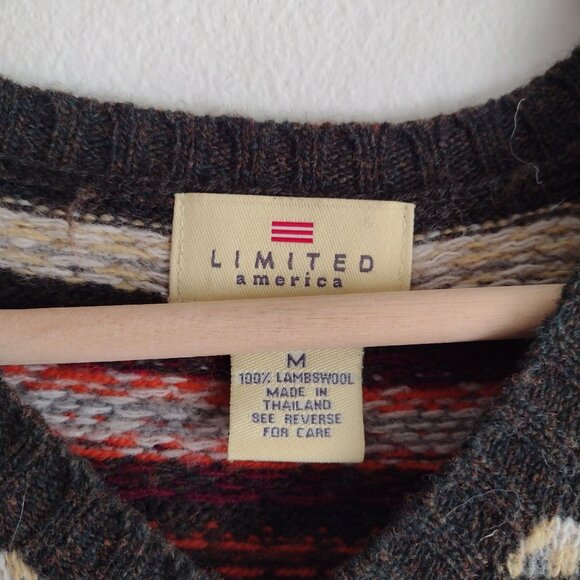 LIMITED
america
M
100% LAMBSWOOL
MADE IN
THAILAND
SEE REVERSE
FOR CARE